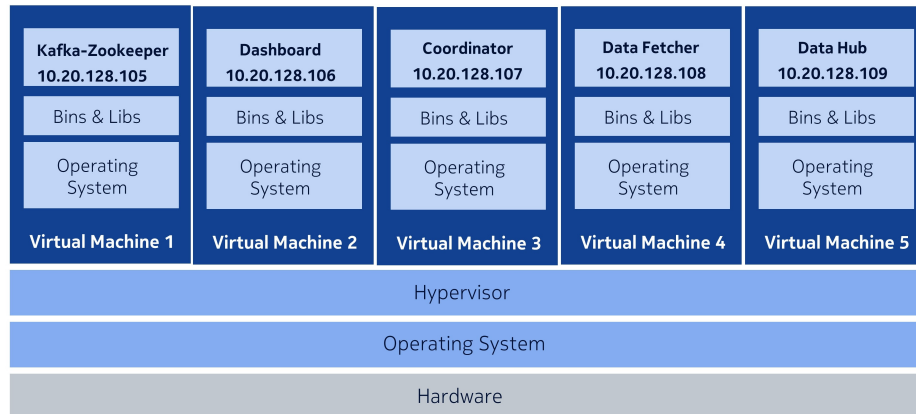 Kafka-Zookeeper
10.20.128.105
Bins & Libs
Operating
System
Virtual Machine 1
Dashboard
10.20.128.106
Bins & Libs
Operating
System
Virtual Machine 2
Coordinator
10.20.128.107
Bins & Libs
Operating
System
Virtual Machine 3
Data Fetcher
10.20.128.108
Bins & Libs
Operating
System
Virtual Machine 4
Data Hub
10.20.128.109
Bins & Libs
Operating
System
Virtual Machine 5
Hypervisor
Operating System
Hardware